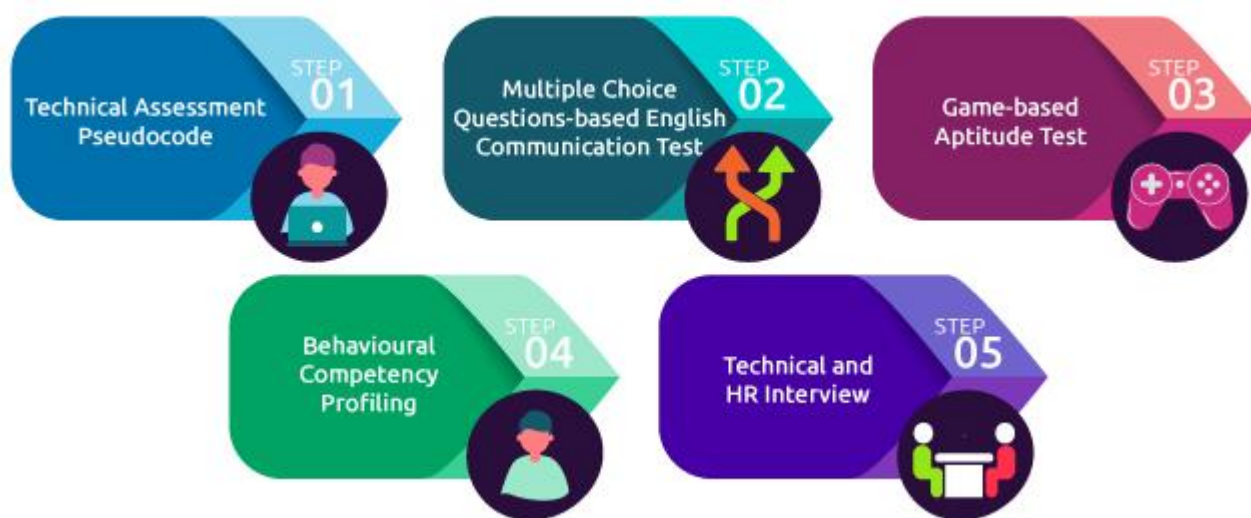 STEP
01
Technical Assessment
Pseudocode
STEP
02
Multiple Choice
Questions-based English
Communication Test
STEP
03
Game-based
Aptitude Test
STEP
04
Behavioural
Competency
Profiling
STEP
05
Technical and
HR Interview